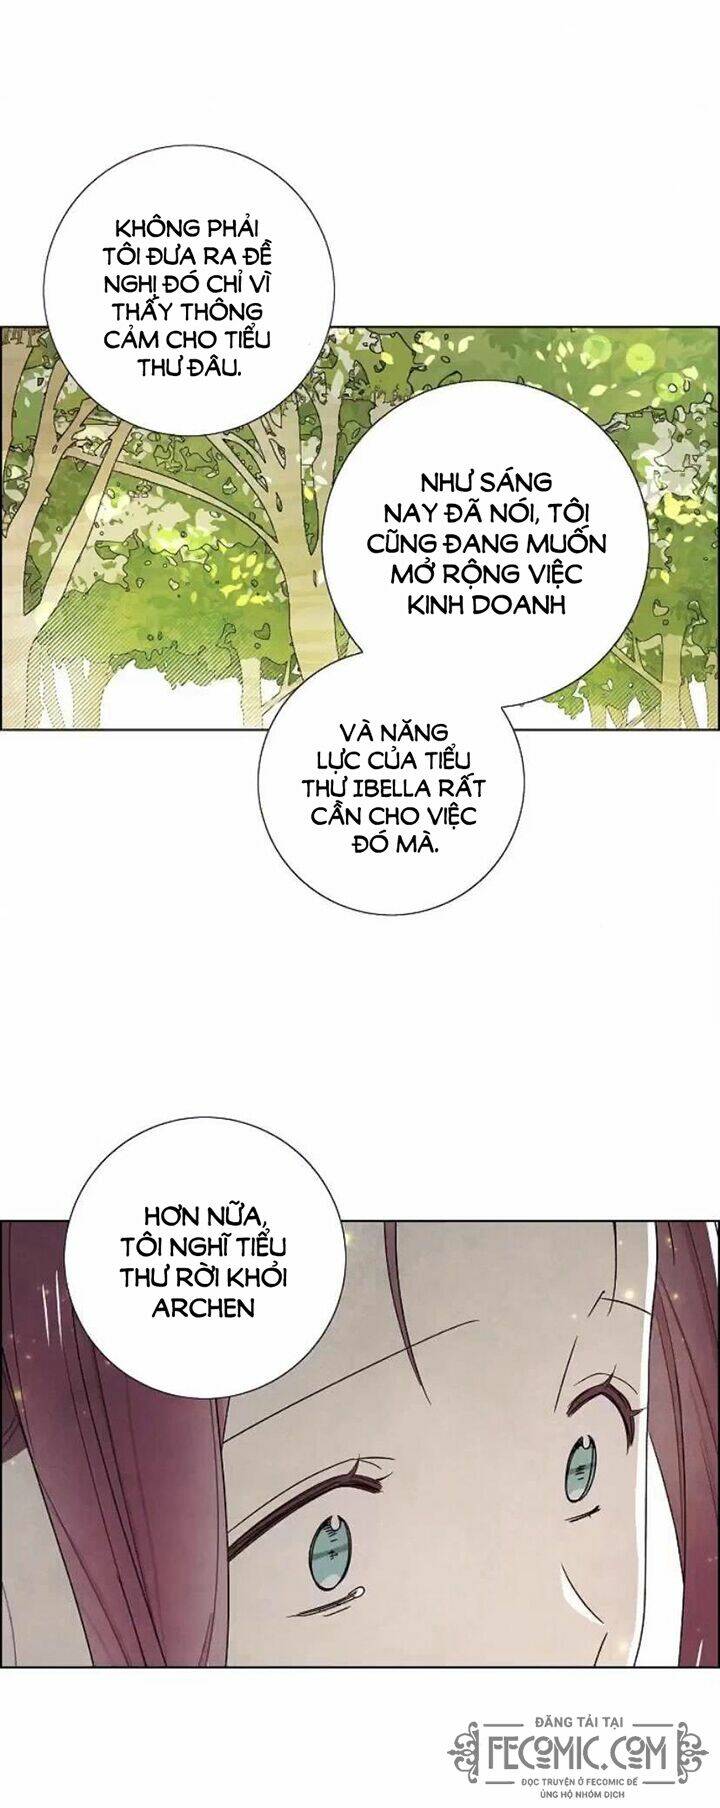 KHÔNG PHẢI
TÔI ĐƯA RA ĐỀ
NGHỊ ĐÓ CHỈ VÌ
THẤY THÔNG
CẢM CHO TIỂU
THƯ ĐÂU.
NHƯ SÁNG
NAY ĐÃ NÓI, TÔI
CŨNG ĐANG MUỐN
MỞ RỘNG VIỆC
KINH DOANH
VÀ NĂNG
LỰC CỦA TIỂU
THƯ IBELLA RẤT
CẦN CHO VIỆC
ĐÓ MÀ.
HƠN NỮA,
TÔI NGHĨ TIỂU
THƯ RỜI KHỎI
ARCHEN
ĐĂNG TẢI TẠI
FECOMIC.COM
ĐỌC TRUYỆN Ở FECOMIC ĐỂ
ỦNG HỘ NHÓM DỊCH